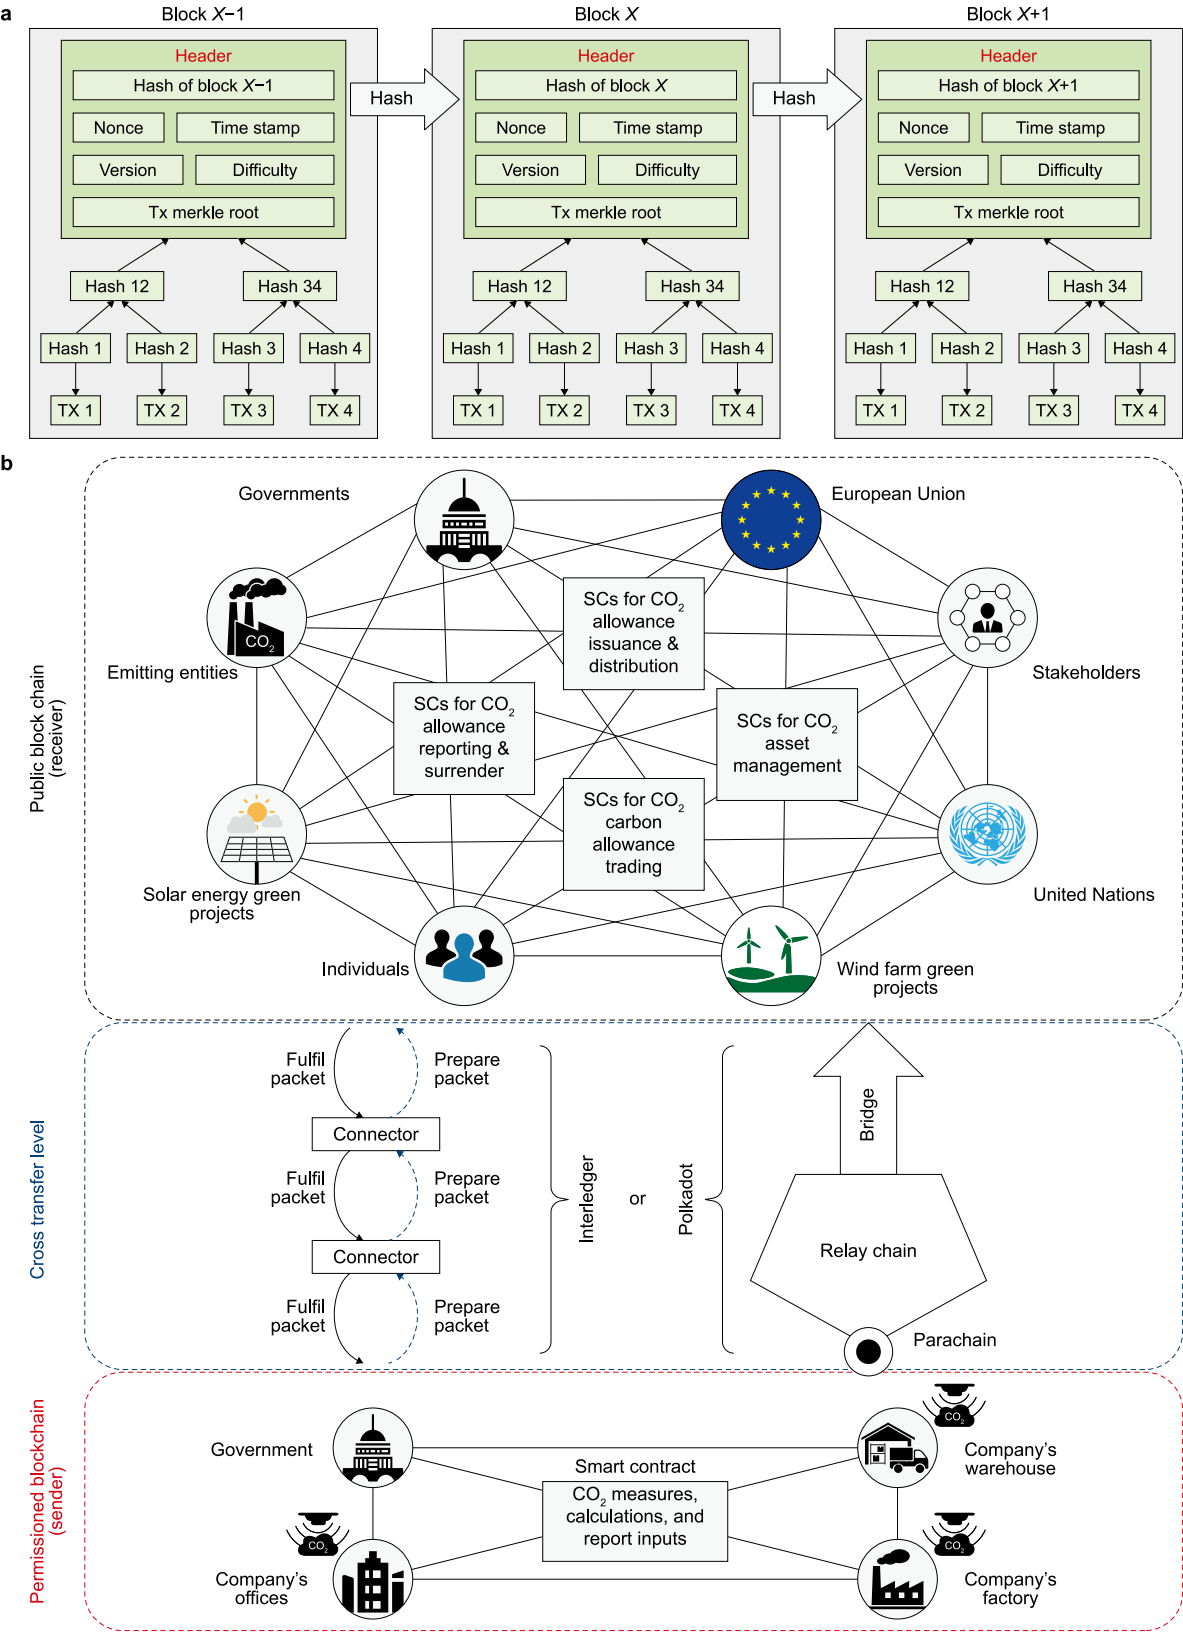 a
Block X−1
Block X
Block X+1
Header
Hash of block X−1
Nonce
Time stamp
Version
Difficulty
Tx merkle root
Hash 12
Hash 34
Hash 1
Hash 2
Hash 3
Hash 4
TX 1
TX 2
TX 3
TX 4
Hash
Header
Hash of block X
Nonce
Time stamp
Version
Difficulty
Tx merkle root
Hash 12
Hash 34
Hash 1
Hash 2
Hash 3
Hash 4
TX 1
TX 2
TX 3
TX 4
Hash
Header
Hash of block X+1
Nonce
Time stamp
Version
Difficulty
Tx merkle root
Hash 12
Hash 34
Hash 1
Hash 2
Hash 3
Hash 4
TX 1
TX 2
TX 3
TX 4
b
Public block chain
(receiver)
Governments
European Union
CO2
Emitting entities
Stakeholders
SCs for CO2
allowance
issuance &
distribution
SCs for CO2
allowance
reporting &
surrender
SCs for CO2
asset
management
SCs for CO2
carbon
allowance
trading
Solar energy green
projects
United Nations
Individuals
Wind farm green
projects
Cross transfer level
Fulfil
packet
Prepare
packet
Connector
Fulfil
packet
Prepare
packet
Connector
Fulfil
packet
Prepare
packet
Interledger
or
Polkadot
Bridge
Relay chain
Parachain
Permissioned blockchain
(sender)
Government
CO2
Company's
warehouse
Smart contract
CO2 measures,
calculations, and
report inputs
CO2
Company's
offices
CO2
Company's
factory